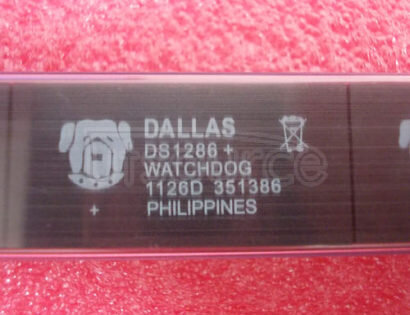 DALLAS
DS1286 +
WATCHDOG
1126D 351386
+ PHILIPPINES